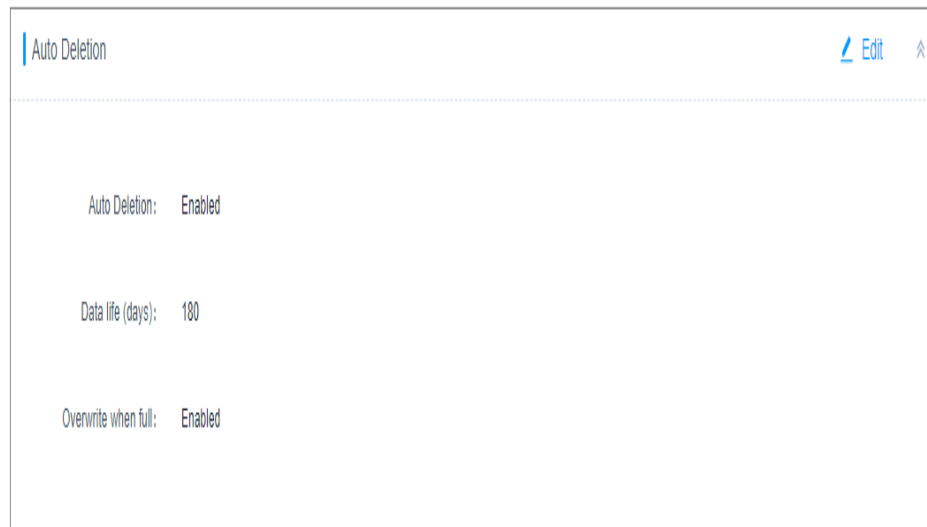 Auto Deletion Edit
Auto Deletion: Enabled
Data life (days): 180
Overwrite when full: Enabled